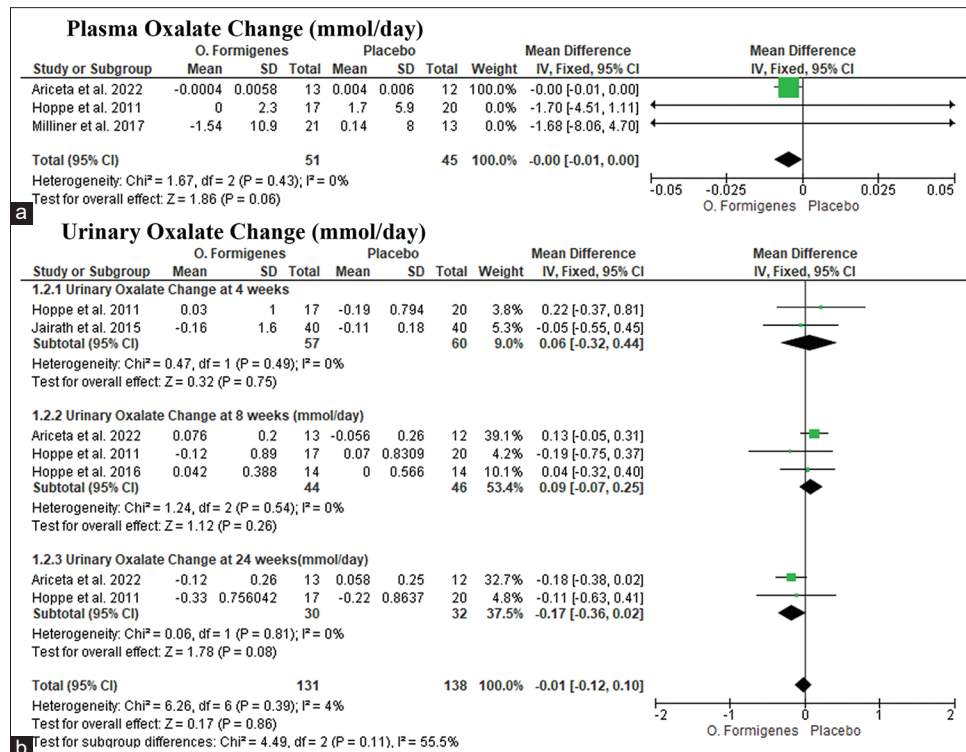 Plasma Oxalate Change (mmol/day)
O. Formigenes Placebo Mean Difference Mean Difference
Study or Subgroup Mean SD Total Mean SD Total Weight IV, Fixed, 95% CI IV, Fixed, 95% CI
Ariceta et al. 2022 -0.0004 0.0058 13 0.004 0.006 12 100.0% -0.00 [-0.01, 0.00]
Hoppe et al. 2011 0 2.3 17 1.7 5.9 20 0.0% -1.70 [-4.51, 1.11]
Milliner et al. 2017 -1.54 10.9 21 0.14 8 13 0.0% -1.68 [-8.06, 4.70]
Total (95% CI) 51 45 100.0% -0.00 [-0.01, 0.00]
Heterogeneity: Chi² = 1.67, df = 2 (P = 0.43); I² = 0%
Test for overall effect: Z = 1.86 (P = 0.06)
-0.05 -0.025 0 0.025 0.05
O. Formigenes Placebo
a
Urinary Oxalate Change (mmol/day)
O. Formigenes Placebo Mean Difference Mean Difference
Study or Subgroup Mean SD Total Mean SD Total Weight IV, Fixed, 95% CI IV, Fixed, 95% CI
1.2.1 Urinary Oxalate Change at 4 weeks
Hoppe et al. 2011 0.03 1 17 -0.19 0.794 20 3.8% 0.22 [-0.37, 0.81]
Jairath et al. 2015 -0.16 1.6 40 -0.11 0.18 40 5.3% -0.05 [-0.55, 0.45]
Subtotal (95% CI) 57 60 9.0% 0.06 [-0.32, 0.44]
Heterogeneity: Chi² = 0.47, df = 1 (P = 0.49); I² = 0%
Test for overall effect: Z = 0.32 (P = 0.75)
1.2.2 Urinary Oxalate Change at 8 weeks (mmol/day)
Ariceta et al. 2022 0.076 0.2 13 -0.056 0.26 12 39.1% 0.13 [-0.05, 0.31]
Hoppe et al. 2011 -0.12 0.89 17 0.07 0.8309 20 4.2% -0.19 [-0.75, 0.37]
Hoppe et al. 2016 0.042 0.388 14 0 0.566 14 10.1% 0.04 [-0.32, 0.40]
Subtotal (95% CI) 44 46 53.4% 0.09 [-0.07, 0.25]
Heterogeneity: Chi² = 1.24, df = 2 (P = 0.54); I² = 0%
Test for overall effect: Z = 1.12 (P = 0.26)
1.2.3 Urinary Oxalate Change at 24 weeks(mmol/day)
Ariceta et al. 2022 -0.12 0.26 13 0.058 0.25 12 32.7% -0.18 [-0.38, 0.02]
Hoppe et al. 2011 -0.33 0.756042 17 -0.22 0.8637 20 4.8% -0.11 [-0.63, 0.41]
Subtotal (95% CI) 30 32 37.5% -0.17 [-0.36, 0.02]
Heterogeneity: Chi² = 0.06, df = 1 (P = 0.81); I² = 0%
Test for overall effect: Z = 1.78 (P = 0.08)
Total (95% CI) 131 138 100.0% -0.01 [-0.12, 0.10]
Heterogeneity: Chi² = 6.26, df = 6 (P = 0.39); I² = 4%
Test for overall effect: Z = 0.17 (P = 0.86)
Test for subgroup differences: Chi² = 4.49, df = 2 (P = 0.11), I² = 55.5%
-2 -1 0 1 2
O. Formigenes Placebo
b